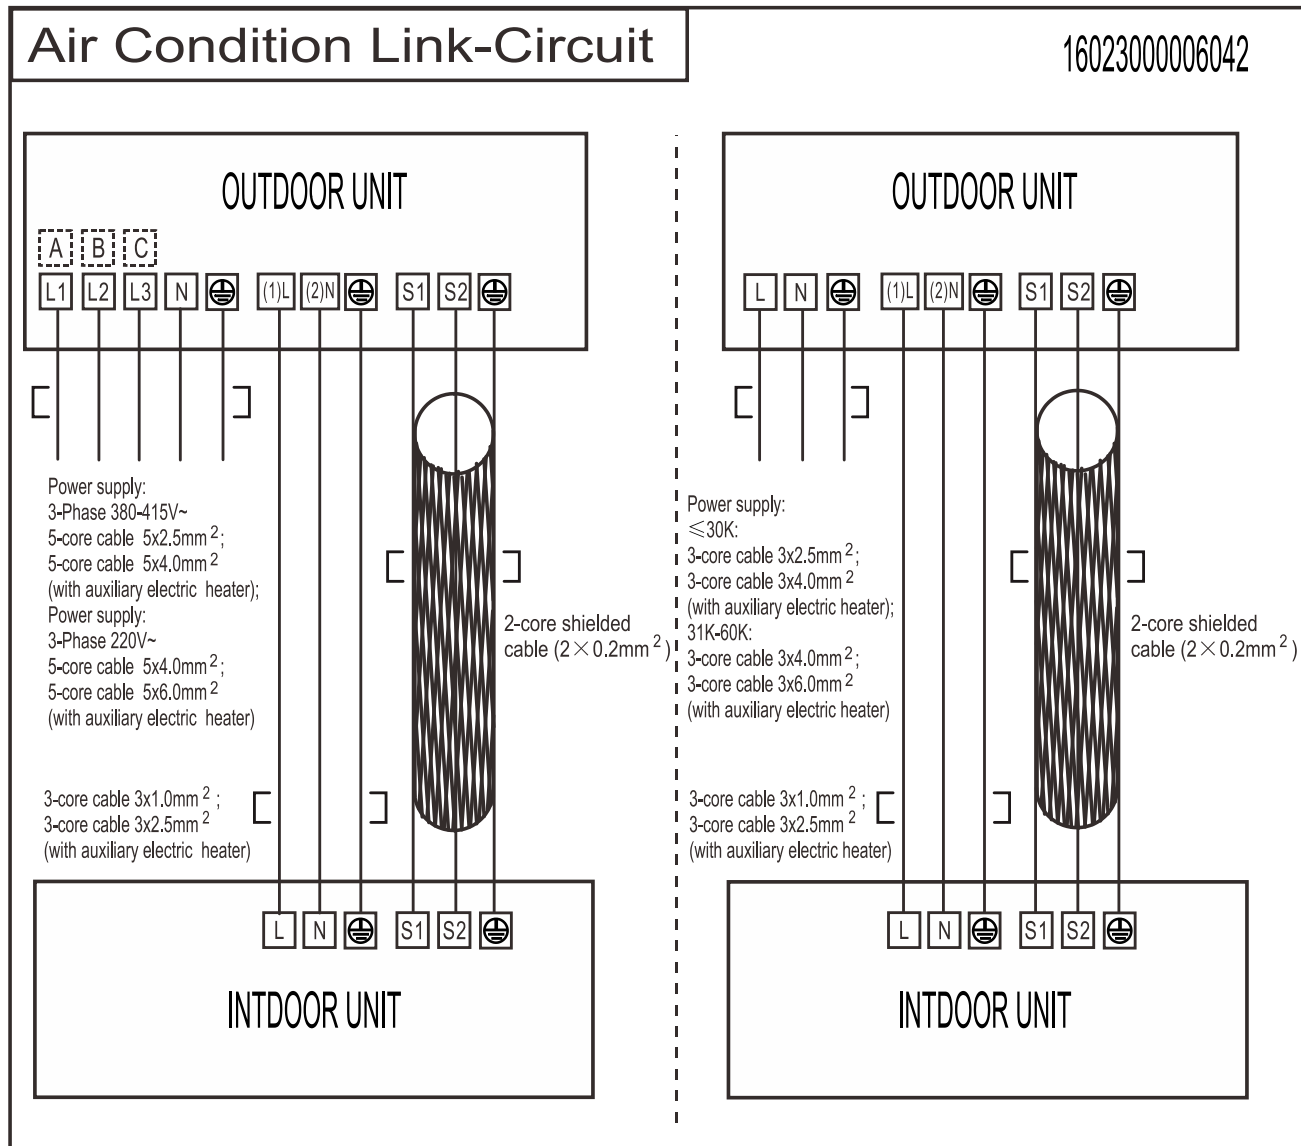 Air Condition Link-Circuit
16023000006042
OUTDOOR UNIT
A B C
L1 L2 L3 N (1)L (2)N S1 S2
Power supply:
3-Phase 380-415V~
5-core cable 5x2.5mm²;
5-core cable 5x4.0mm²
(with auxiliary electric heater);
Power supply:
3-Phase 220V~
5-core cable 5x4.0mm²;
5-core cable 5x6.0mm²
(with auxiliary electric heater)
2-core shielded
cable (2×0.2mm²)
3-core cable 3x1.0mm²;
3-core cable 3x2.5mm²
(with auxiliary electric heater)
L N S1 S2
INTDOOR UNIT
OUTDOOR UNIT
L N (1)L (2)N S1 S2
Power supply:
≤30K:
3-core cable 3x2.5mm²;
3-core cable 3x4.0mm²
(with auxiliary electric heater);
31K-60K:
3-core cable 3x4.0mm²;
3-core cable 3x6.0mm²
(with auxiliary electric heater)
2-core shielded
cable (2×0.2mm²)
3-core cable 3x1.0mm²;
3-core cable 3x2.5mm²
(with auxiliary electric heater)
L N S1 S2
INTDOOR UNIT